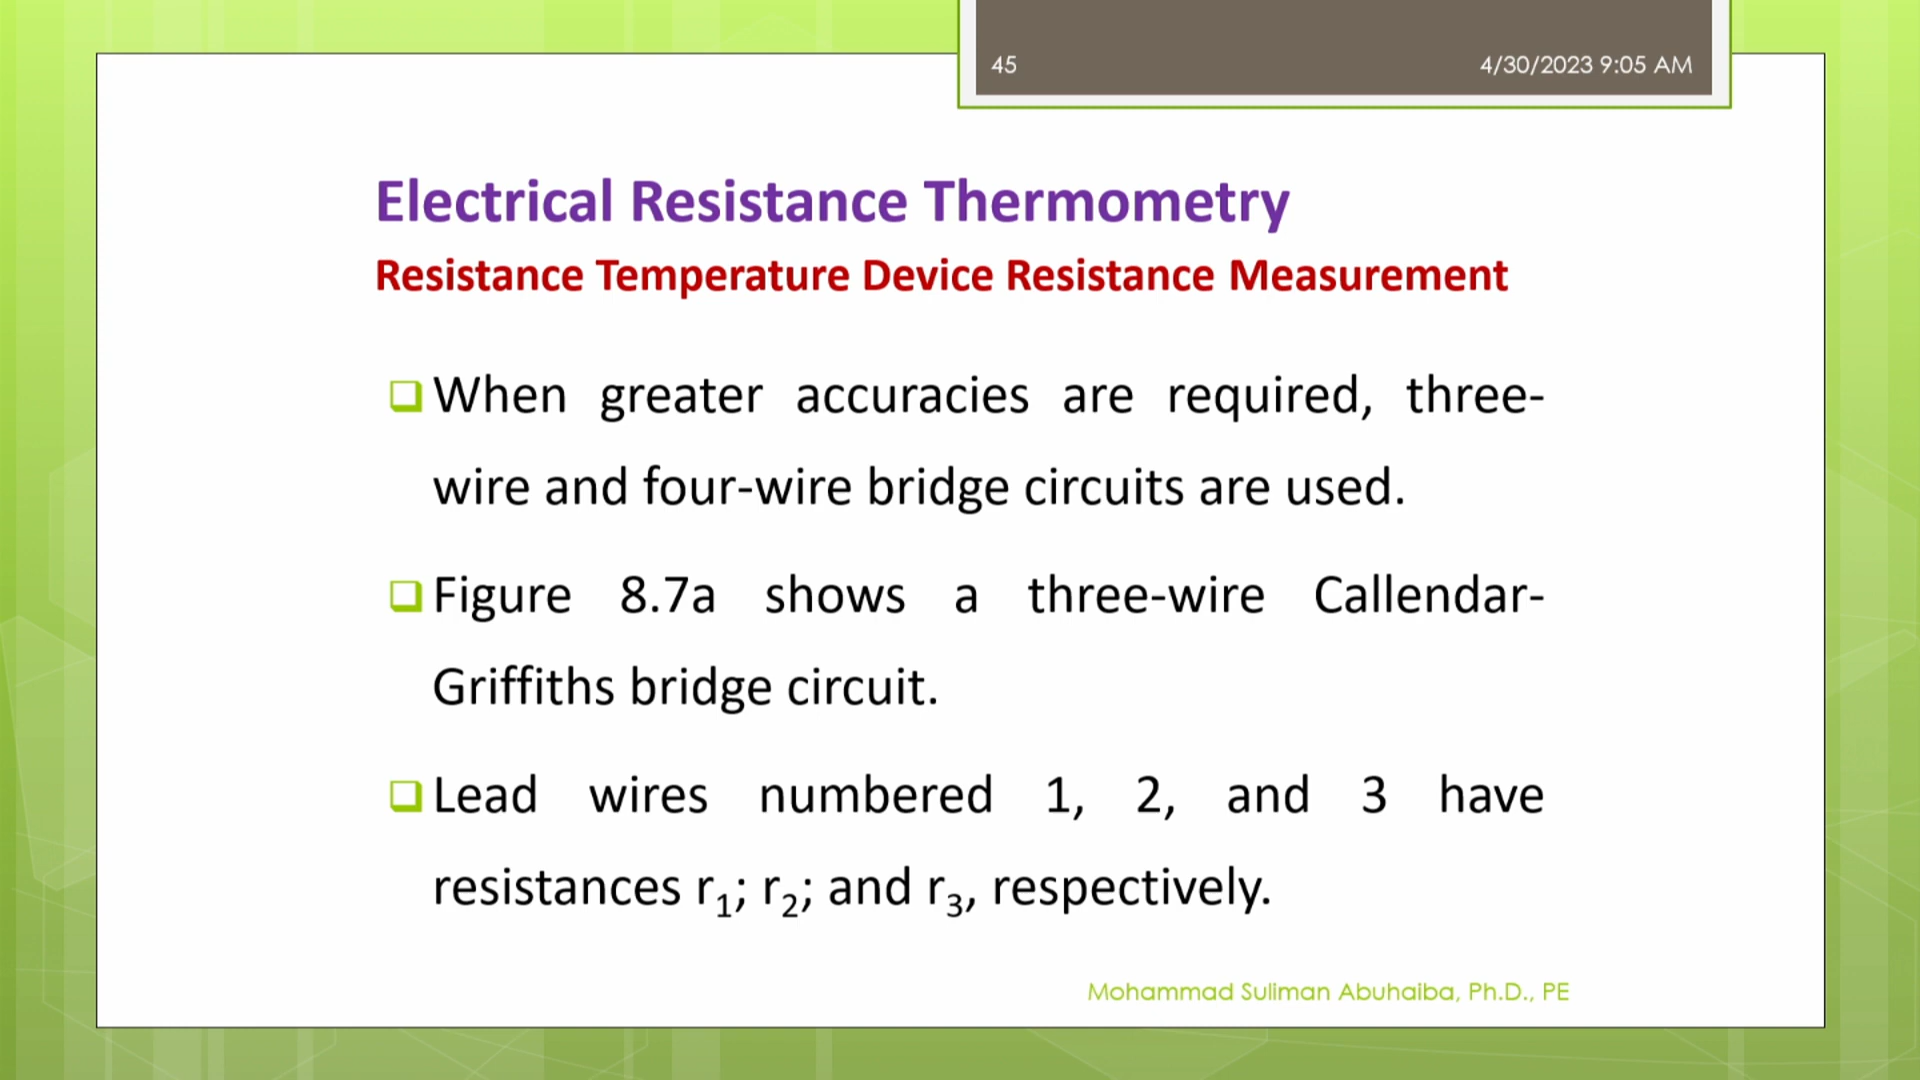 45
4/30/2023 9:05 AM
Electrical Resistance Thermometry
Resistance Temperature Device Resistance Measurement
When greater accuracies are required, three-
wire and four-wire bridge circuits are used.
Figure 8.7a shows a three-wire Callendar-
Griffiths bridge circuit.
Lead wires numbered 1, 2, and 3 have
resistances r₁; r₂; and r₃, respectively.
Mohammad Suliman Abuhaiba, Ph.D., PE